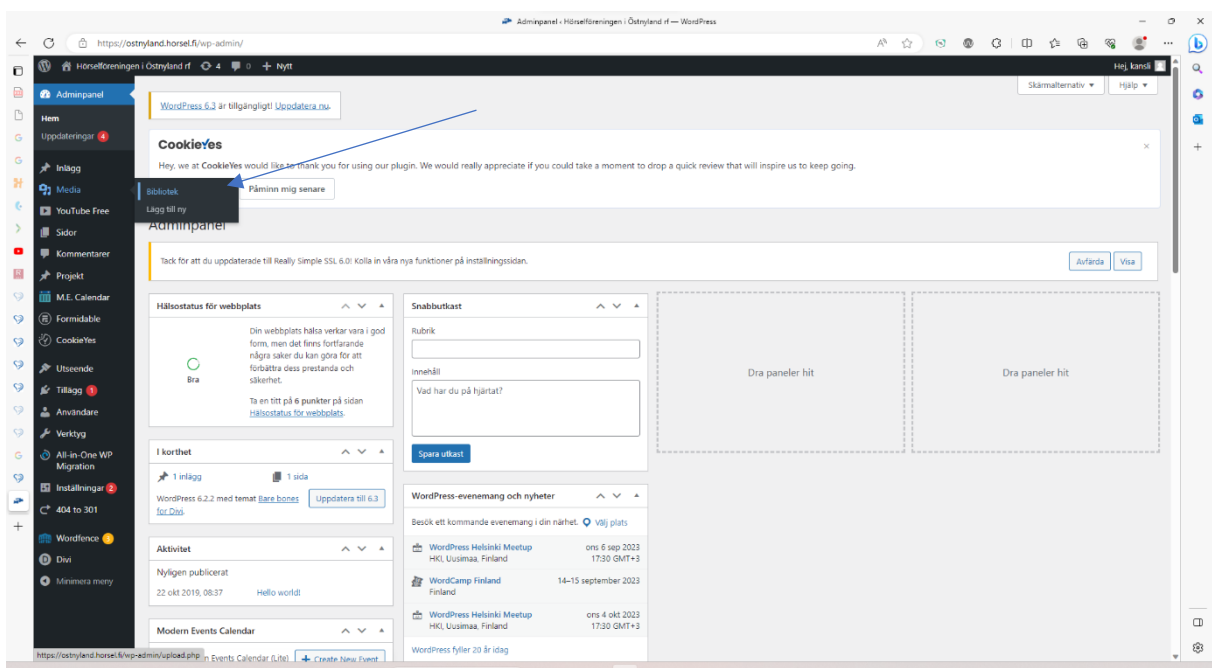 Adminpanel ‹ Hörselföreningen i Östnyland rf — WordPress
https://ostnyland.horsel.fi/wp-admin/
Hörselföreningen i Östnyland rf 4 0 + Nytt
Hej, kansli
Adminpanel
Hem
Uppdateringar 4
Inlägg
Media
YouTube Free
Sidor
Kommentarer
Projekt
M.E. Calendar
Formidable
CookieYes
Utseende
Tillägg 1
Användare
Verktyg
All-in-One WP
Migration
Inställningar 2
404 to 301
Wordfence 3
Divi
Minimera meny
Bibliotek
Lägg till ny
Skärmalternativ
Hjälp
WordPress 6.3 är tillgängligt! Uppdatera nu.
CookieYes
Hey, we at CookieYes would like to thank you for using our plugin. We would really appreciate if you could take a moment to drop a quick review that will inspire us to keep going.
Påminn mig senare
Adminpanel
Tack för att du uppdaterade till Really Simple SSL 6.0! Kolla in våra nya funktioner på inställningssidan.
Avfärda
Visa
Hälsostatus för webbplats
Bra
Din webbplats hälsa verkar vara i god
form, men det finns fortfarande
några saker du kan göra för att
förbättra dess prestanda och
säkerhet.
Ta en titt på 6 punkter på sidan
Hälsostatus för webbplats.
I korthet
1 inlägg
1 sida
WordPress 6.2.2 med temat Bare bones
for Divi.
Uppdatera till 6.3
Aktivitet
Nyligen publicerat
22 okt 2019, 08:37 Hello world!
Modern Events Calendar
n Events Calendar (Lite)
+ Create New Event
Snabbutkast
Rubrik
Innehåll
Vad har du på hjärtat?
Spara utkast
WordPress-evenemang och nyheter
Besök ett kommande evenemang i din närhet. Välj plats
WordPress Helsinki Meetup ons 6 sep 2023
HKI, Uusimaa, Finland 17:30 GMT+3
WordCamp Finland 14–15 september 2023
Finland
WordPress Helsinki Meetup ons 4 okt 2023
HKI, Uusimaa, Finland 17:30 GMT+3
WordPress fyller 20 år idag
Dra paneler hit
Dra paneler hit
https://ostnyland.horsel.fi/wp-admin/upload.php